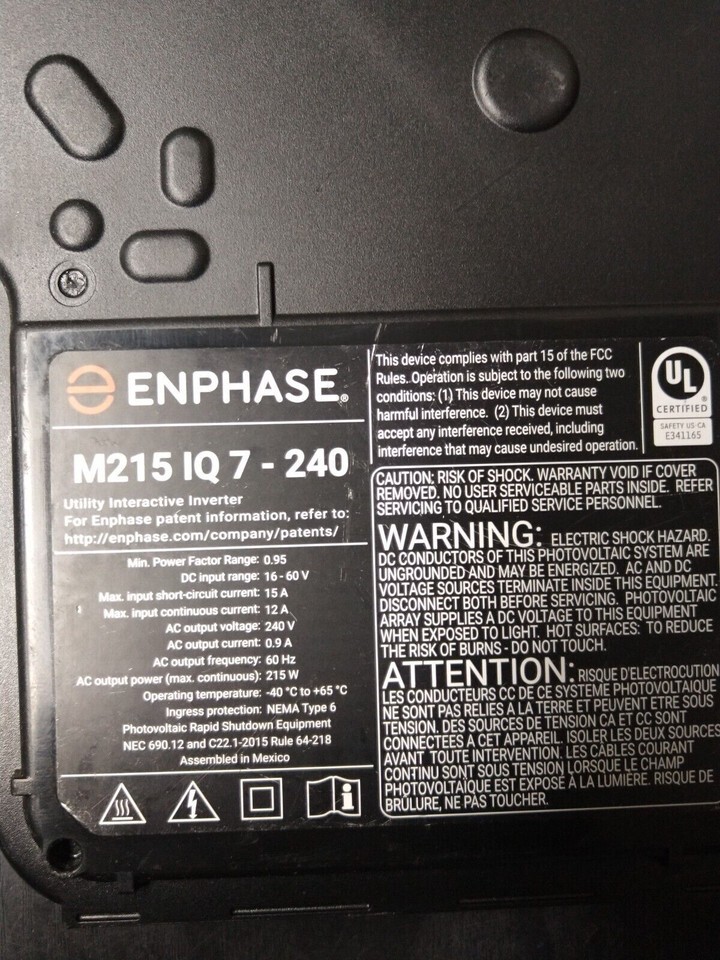 ENPHASE®
M215 IQ 7 - 240
Utility Interactive Inverter
For Enphase patent information, refer to:
http://enphase.com/company/patents/
Min. Power Factor Range: 0.95
DC input range: 16 - 60 V
Max. input short-circuit current: 15 A
Max. input continuous current: 12 A
AC output voltage: 240 V
AC output current: 0.9 A
AC output frequency: 60 Hz
AC output power (max. continuous): 215 W
Operating temperature: -40 °C to +65 °C
Ingress protection: NEMA Type 6
Photovoltaic Rapid Shutdown Equipment
NEC 690.12 and C22.1-2015 Rule 64-218
Assembled in Mexico
i
This device complies with part 15 of the FCC
Rules. Operation is subject to the following two
conditions: (1) This device may not cause
harmful interference. (2) This device must
accept any interference received, including
interference that may cause undesired operation.
UL
CERTIFIED
SAFETY US-CA
E341165
CAUTION: RISK OF SHOCK. WARRANTY VOID IF COVER
REMOVED. NO USER SERVICEABLE PARTS INSIDE. REFER
SERVICING TO QUALIFIED SERVICE PERSONNEL.
WARNING: ELECTRIC SHOCK HAZARD.
DC CONDUCTORS OF THIS PHOTOVOLTAIC SYSTEM ARE
UNGROUNDED AND MAY BE ENERGIZED. AC AND DC
VOLTAGE SOURCES TERMINATE INSIDE THIS EQUIPMENT.
DISCONNECT BOTH BEFORE SERVICING. PHOTOVOLTAIC
ARRAY SUPPLIES A DC VOLTAGE TO THIS EQUIPMENT
WHEN EXPOSED TO LIGHT. HOT SURFACES: TO REDUCE
THE RISK OF BURNS - DO NOT TOUCH.
ATTENTION: RISQUE D'ELECTROCUTION
LES CONDUCTEURS CC DE CE SYSTEME PHOTOVOLTAIQUE
NE SONT PAS RELIES A LA TERRE ET PEUVENT ETRE SOUS
TENSION. DES SOURCES DE TENSION CA ET CC SONT
CONNECTEES A CET APPAREIL. ISOLER LES DEUX SOURCES
AVANT TOUTE INTERVENTION. LES CÂBLES COURANT
CONTINU SONT SOUS TENSION LORSQUE LE CHAMP
PHOTOVOLTAÏQUE EST EXPOSÉ À LA LUMIÈRE. RISQUE DE
BRÛLURE, NE PAS TOUCHER.